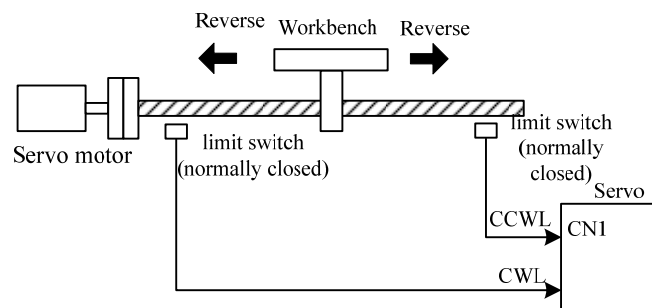 Reverse
Workbench
Reverse
Servo motor
limit switch
(normally closed)
limit switch
(normally
closed)
Servo
CCWL
CN1
CWL